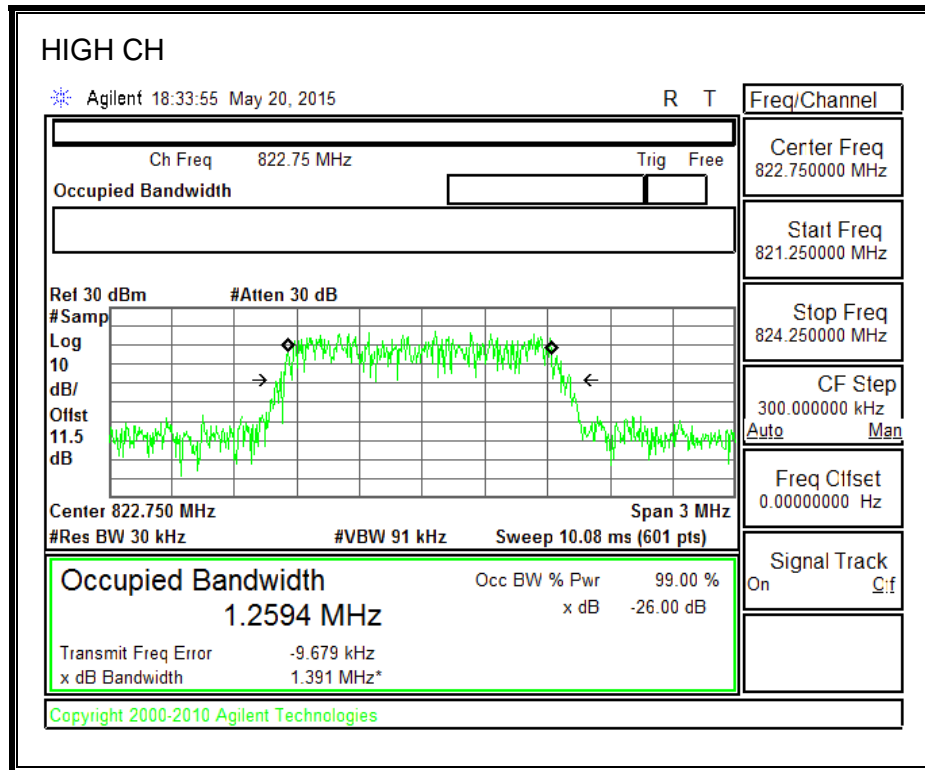 HIGH CH
Agilent 18:33:55 May 20, 2015 R T
Freq/Channel
Ch Freq 822.75 MHz Trig Free
Occupied Bandwidth
Center Freq
822.750000 MHz
Start Freq
821.250000 MHz
Stop Freq
824.250000 MHz
CF Step
300.000000 kHz
Auto Man
Freq Offset
0.00000000 Hz
Signal Track
On Off
Ref 30 dBm #Atten 30 dB
#Samp
Log
10
dB/
Offst
11.5
dB
Center 822.750 MHz Span 3 MHz
#Res BW 30 kHz #VBW 91 kHz Sweep 10.08 ms (601 pts)
Occupied Bandwidth Occ BW % Pwr 99.00 %
1.2594 MHz x dB -26.00 dB
Transmit Freq Error -9.679 kHz
x dB Bandwidth 1.391 MHz*
Copyright 2000-2010 Agilent Technologies